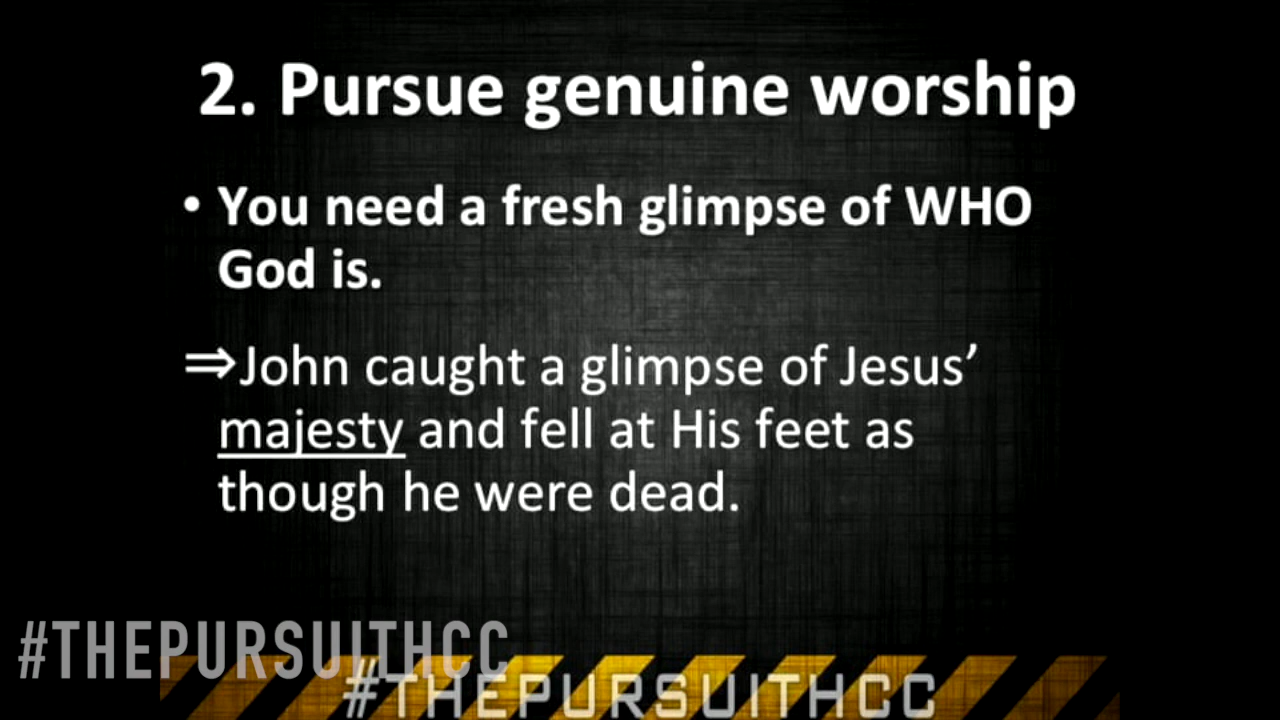 2. Pursue genuine worship
• You need a fresh glimpse of WHO
God is.
⇒John caught a glimpse of Jesus’
majesty and fell at His feet as
though he were dead.
#THEPURSUITHCC
#THEPURSUITHCC